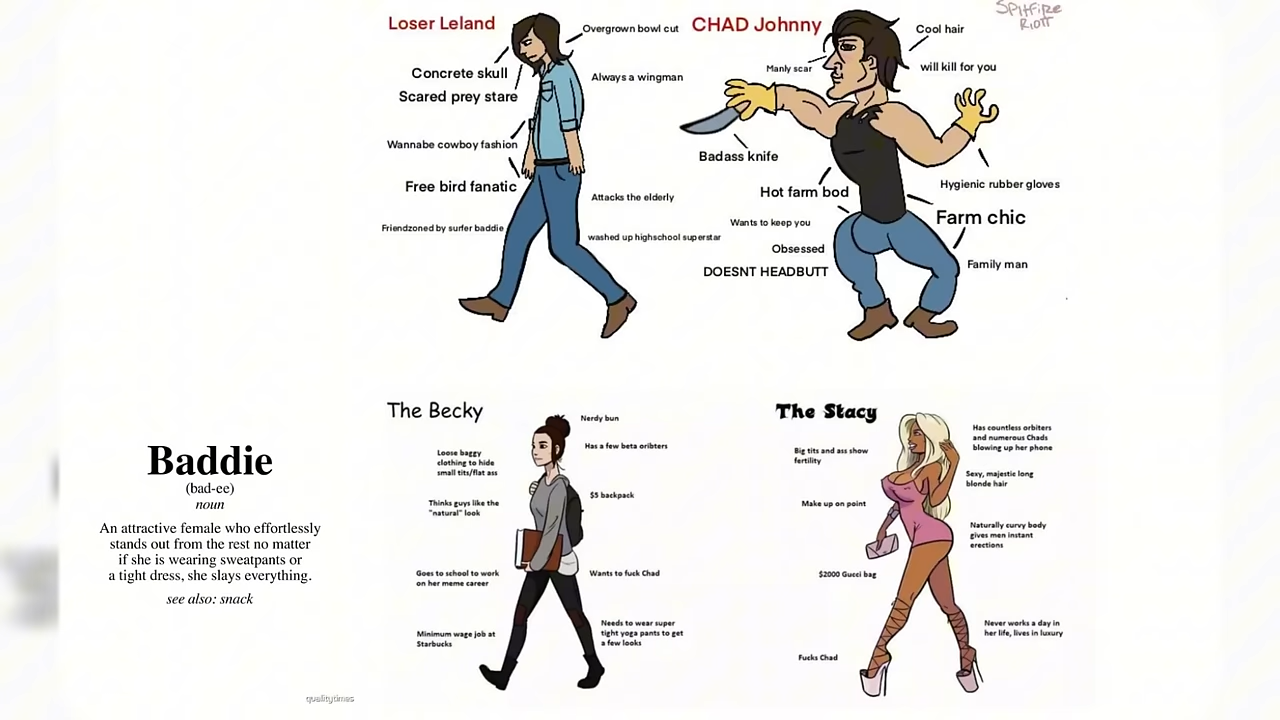 Loser Leland
Overgrown bowl cut
Concrete skull
Always a wingman
Scared prey stare
Wannabe cowboy fashion
Free bird fanatic
Attacks the elderly
Friendzoned by surfer baddie
washed up highschool superstar
CHAD Johnny
SPitFire
RIOTT
Cool hair
Manly scar
will kill for you
Badass knife
Hygienic rubber gloves
Hot farm bod
Farm chic
Wants to keep you
Obsessed
Family man
DOESNT HEADBUTT
Baddie
(bad-ee)
noun
An attractive female who effortlessly
stands out from the rest no matter
if she is wearing sweatpants or
a tight dress, she slays everything.
see also: snack
qualitytimes
The Becky
Nerdy bun
Has a few beta oribters
Loose baggy
clothing to hide
small tits/flat ass
$5 backpack
Thinks guys like the
"natural" look
Goes to school to work
on her meme career
Wants to fuck Chad
Minimum wage job at
Starbucks
Needs to wear super
tight yoga pants to get
a few looks
The Stacy
Has countless orbiters
and numerous Chads
blowing up her phone
Big tits and ass show
fertility
Sexy, majestic long
blonde hair
Make up on point
Naturally curvy body
gives men instant
erections
$2000 Gucci bag
Never works a day in
her life, lives in luxury
Fucks Chad